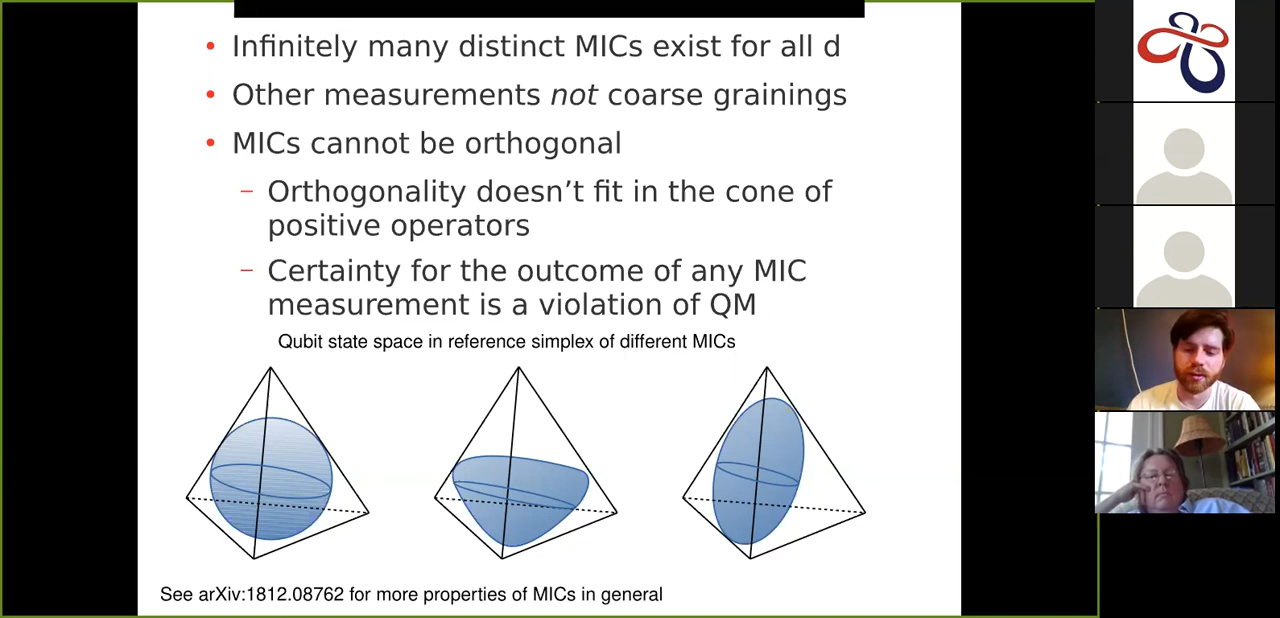 • Infinitely many distinct MICs exist for all d
• Other measurements not coarse grainings
• MICs cannot be orthogonal
– Orthogonality doesn’t fit in the cone of
positive operators
– Certainty for the outcome of any MIC
measurement is a violation of QM
Qubit state space in reference simplex of different MICs
See arXiv:1812.08762 for more properties of MICs in general